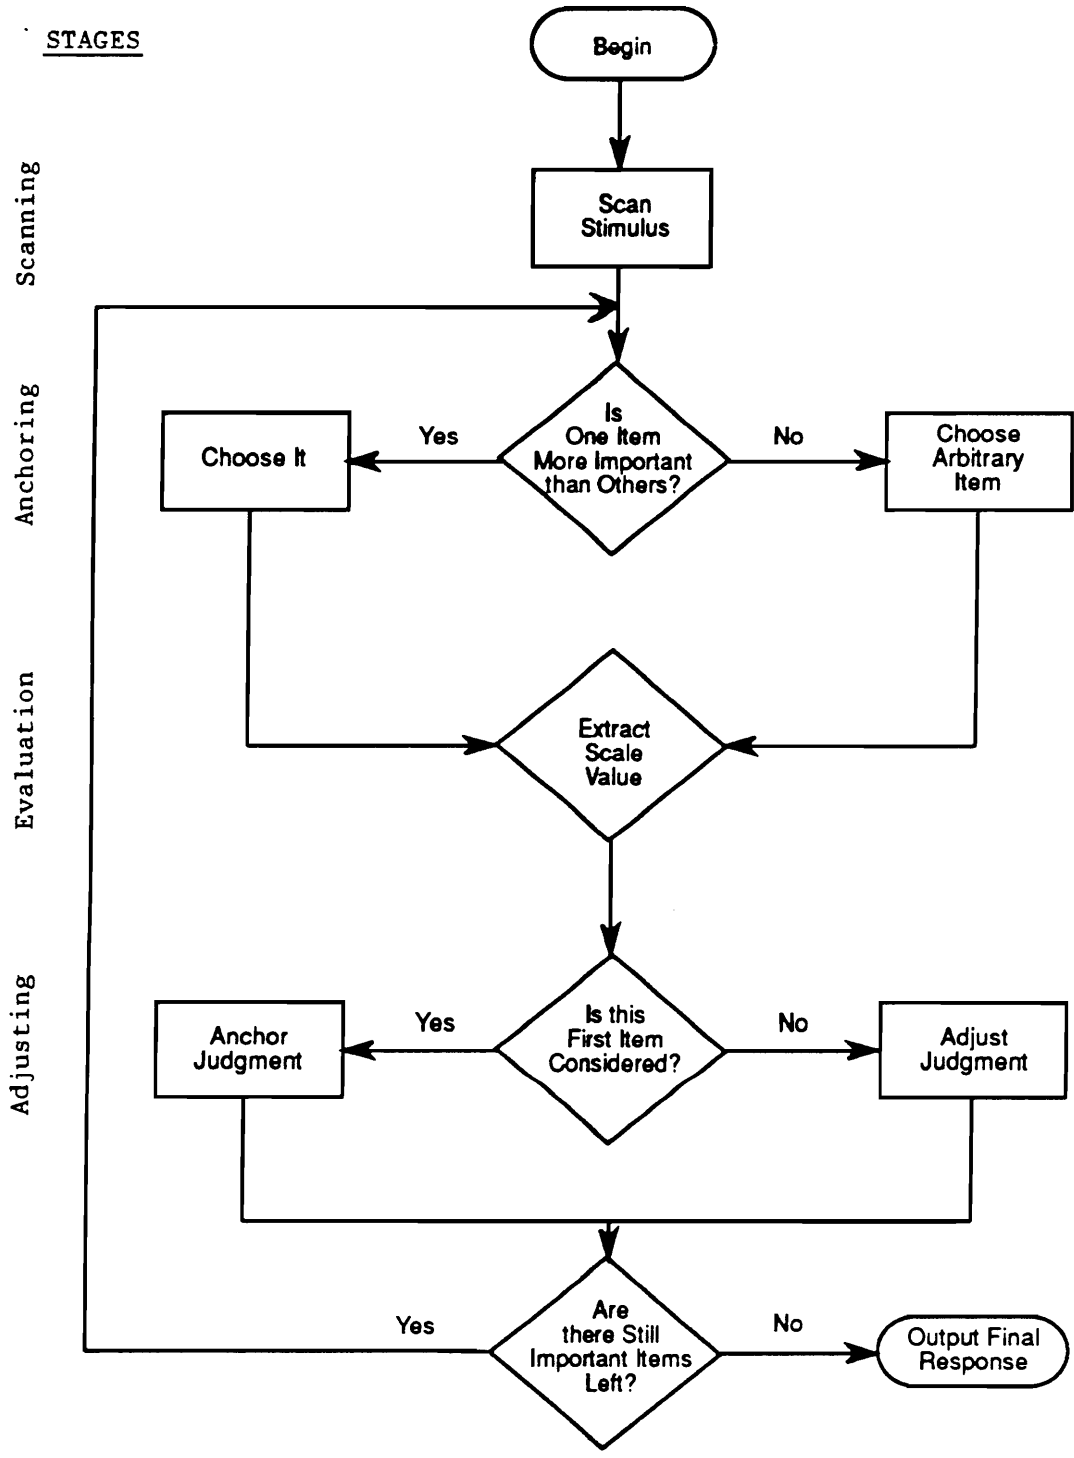 STAGES
Begin
Scanning
Scan
Stimulus
Anchoring
Choose It
Yes
Is
One Item
More Important
than Others?
No
Choose
Arbitrary
Item
Evaluation
Extract
Scale
Value
Adjusting
Anchor
Judgment
Yes
Is this
First Item
Considered?
No
Adjust
Judgment
Yes
Are
there Still
Important Items
Left?
No
Output Final
Response